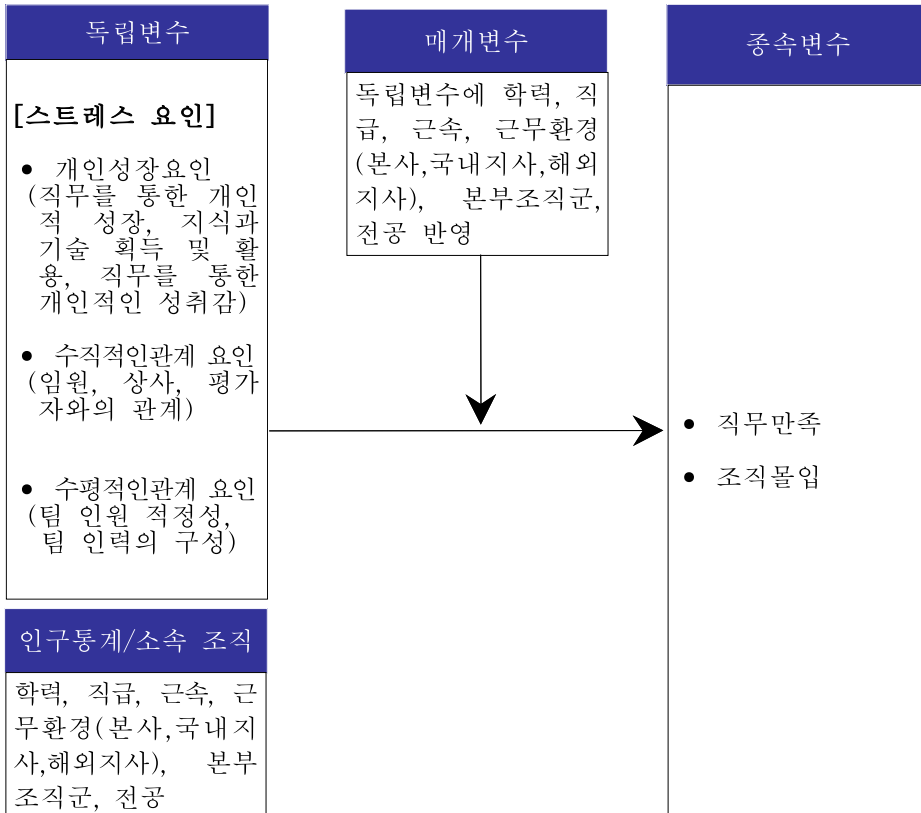 독립변수
[스트레스 요인]
• 개인성장요인
(직무를 통한 개인
적 성장, 지식과
기술 획득 및 활
용, 직무를 통한
개인적인 성취감)
• 수직적인관계 요인
(임원, 상사, 평가
자와의 관계)
• 수평적인관계 요인
(팀 인원 적정성,
팀 인력의 구성)
인구통계/소속 조직
학력, 직급, 근속, 근
무환경(본사,국내지
사,해외지사), 본부
조직군, 전공
매개변수
독립변수에 학력, 직
급, 근속, 근무환경
(본사,국내지사,해외
지사), 본부조직군,
전공 반영
종속변수
• 직무만족
• 조직몰입